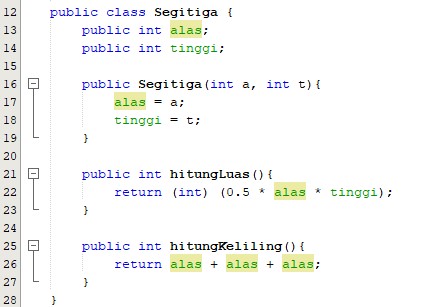 12 public class Segitiga {
13     public int alas;
14     public int tinggi;
15
16     public Segitiga(int a, int t){
17         alas = a;
18         tinggi = t;
19     }
20
21     public int hitungLuas(){
22         return (int) (0.5 * alas * tinggi);
23     }
24
25     public int hitungKeliling(){
26         return alas + alas + alas;
27     }
28 }